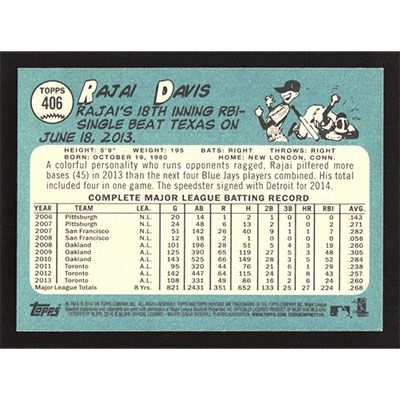 TOPPS
406
RAJAI DAVIS
RAJAI'S 18TH INNING RBI-
SINGLE BEAT TEXAS ON
JUNE 18, 2013.
HEIGHT: 5'9" WEIGHT: 195 BATS: RIGHT THROWS: RIGHT
BORN: OCTOBER 19, 1980 HOME: NEW LONDON, CONN.
A colorful personality who runs opponents ragged, Rajai pilfered more
bases (45) in 2013 than the next four Blue Jays players combined. His
total included four in one game. The speedster signed with Detroit for 2014.
COMPLETE MAJOR LEAGUE BATTING RECORD
YEAR TEAM LEA. G AB R H 2B 3B HR RBI AVG.
2006 Pittsburgh N.L. 20 14 1 2 1 0 0 0 .143
2007 Pittsburgh N.L. 24 48 6 13 2 1 0 2 .271
2007 San Francisco N.L. 51 142 26 40 9 1 1 7 .282
2008 San Francisco N.L. 12 18 2 1 0 0 0 0 .056
2008 Oakland A.L. 101 196 28 51 5 4 3 19 .260
2009 Oakland A.L. 125 390 65 119 27 5 3 48 .305
2010 Oakland A.L. 143 525 66 149 28 3 5 52 .284
2011 Toronto A.L. 95 320 44 76 21 6 1 29 .238
2012 Toronto A.L. 142 447 64 115 24 3 8 43 .257
2013 Toronto A.L. 108 331 49 86 16 2 6 24 .260
Major League Totals 8 Yrs. 821 2431 351 652 133 25 27 224 .268
Topps